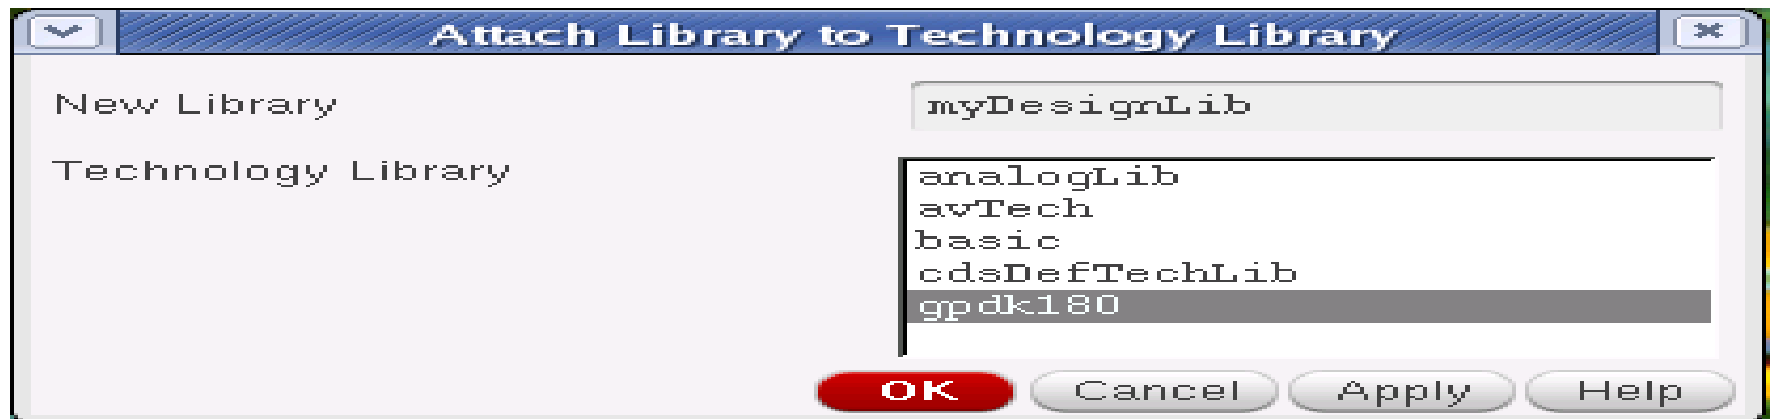 Attach Library to Technology Library
New Library myDesignLib
Technology Library
analogLib
avTech
basic
cdsDefTechLib
gpdk180
OK Cancel Apply Help